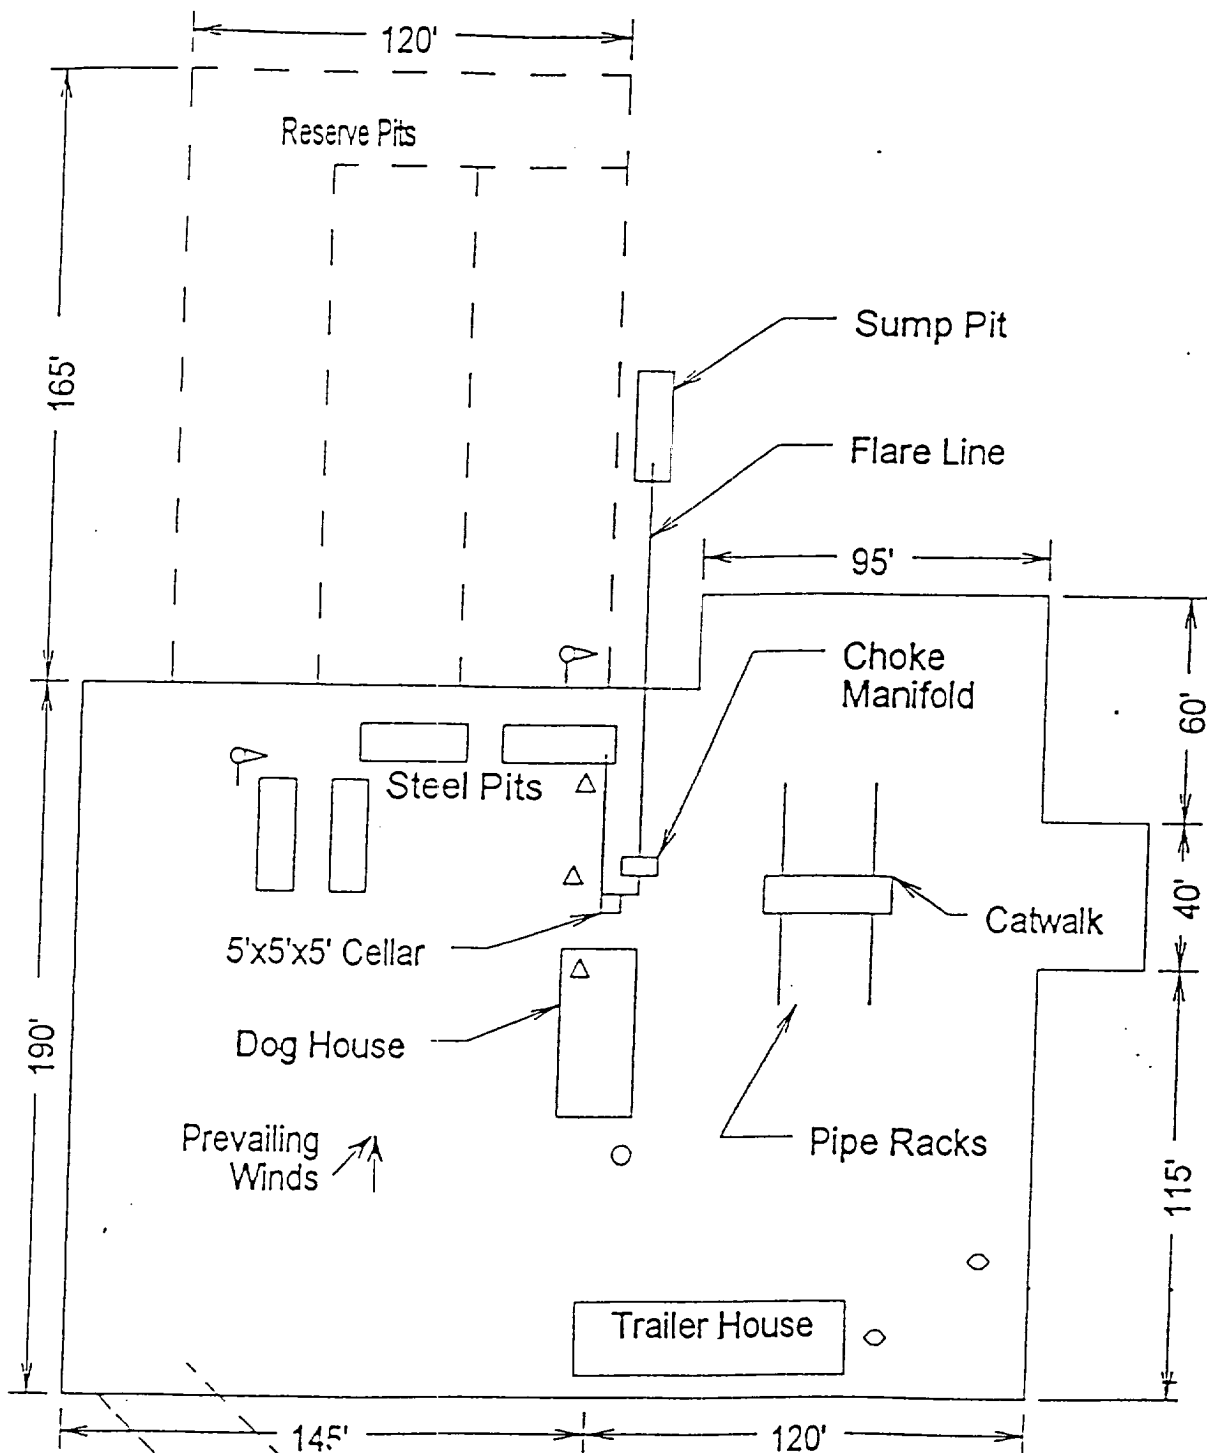 120'
Reserve Pits
165'
Sump Pit
Flare Line
95'
Choke
Manifold
60'
Steel Pits
40'
Catwalk
5'x5'x5' Cellar
190'
Dog House
Prevailing
Winds
Pipe Racks
115'
Trailer House
145'
120'